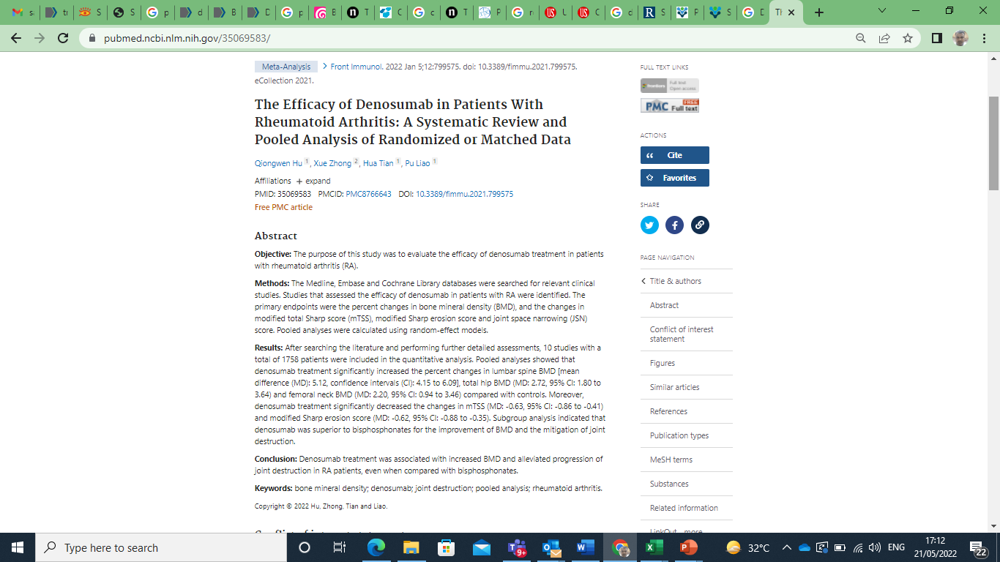 pubmed.ncbi.nlm.nih.gov/35069583/
Meta-Analysis > Front Immunol. 2022 Jan 5;12:799575. doi: 10.3389/fimmu.2021.799575.
eCollection 2021.
The Efficacy of Denosumab in Patients With
Rheumatoid Arthritis: A Systematic Review and
Pooled Analysis of Randomized or Matched Data
Qiongwen Hu 1, Xue Zhong 2, Hua Tian 1, Pu Liao 1
Affiliations + expand
PMID: 35069583 PMCID: PMC8766643 DOI: 10.3389/fimmu.2021.799575
Free PMC article
Abstract
Objective: The purpose of this study was to evaluate the efficacy of denosumab treatment in patients
with rheumatoid arthritis (RA).
Methods: The Medline, Embase and Cochrane Library databases were searched for relevant clinical
studies. Studies that assessed the efficacy of denosumab in patients with RA were identified. The
primary endpoints were the percent changes in bone mineral density (BMD), and the changes in
modified total Sharp score (mTSS), modified Sharp erosion score and joint space narrowing (JSN)
score. Pooled analyses were calculated using random-effect models.
Results: After searching the literature and performing further detailed assessments, 10 studies with a
total of 1758 patients were included in the quantitative analysis. Pooled analyses showed that
denosumab treatment significantly increased the percent changes in lumbar spine BMD [mean
difference (MD): 5.12, confidence intervals (CI): 4.15 to 6.09], total hip BMD (MD: 2.72, 95% CI: 1.80 to
3.64) and femoral neck BMD (MD: 2.20, 95% CI: 0.94 to 3.46) compared with controls. Moreover,
denosumab treatment significantly decreased the changes in mTSS (MD: -0.63, 95% CI: -0.86 to -0.41)
and modified Sharp erosion score (MD: -0.62, 95% CI: -0.88 to -0.35). Subgroup analysis indicated that
denosumab was superior to bisphosphonates for the improvement of BMD and the mitigation of joint
destruction.
Conclusion: Denosumab treatment was associated with increased BMD and alleviated progression of
joint destruction in RA patients, even when compared with bisphosphonates.
Keywords: bone mineral density; denosumab; joint destruction; pooled analysis; rheumatoid arthritis.
Copyright © 2022 Hu, Zhong, Tian and Liao.
FULL TEXT LINKS
frontiers Full text
Open access
PMC FREE
Full text
ACTIONS
Cite
Favorites
SHARE
PAGE NAVIGATION
Title & authors
Abstract
Conflict of interest
statement
Figures
Similar articles
References
Publication types
MeSH terms
Substances
Related information
Type here to search
9+
32°C
ENG
17:12
21/05/2022
22